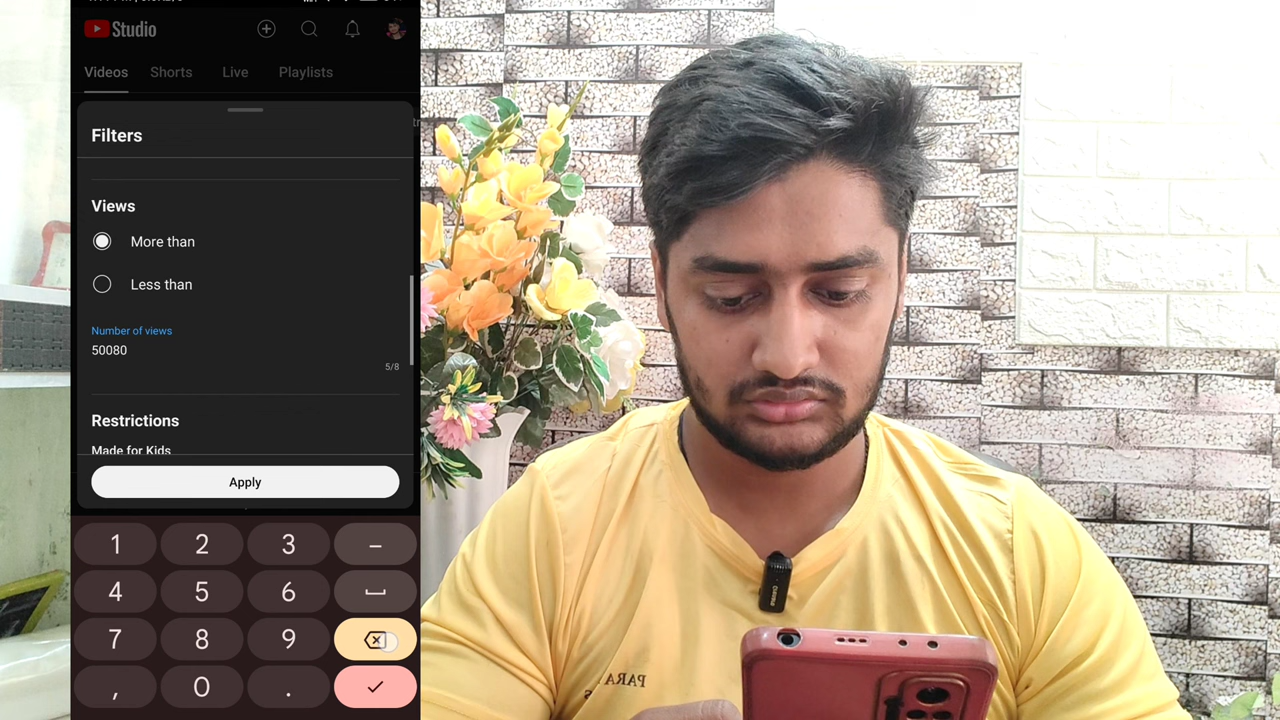 Studio
Videos Shorts Live Playlists
Filters
Views
More than
Less than
Number of views
50080
5/8
Restrictions
Made for Kids
Apply
1 2 3 –
4 5 6
7 8 9
, 0 .
PARA